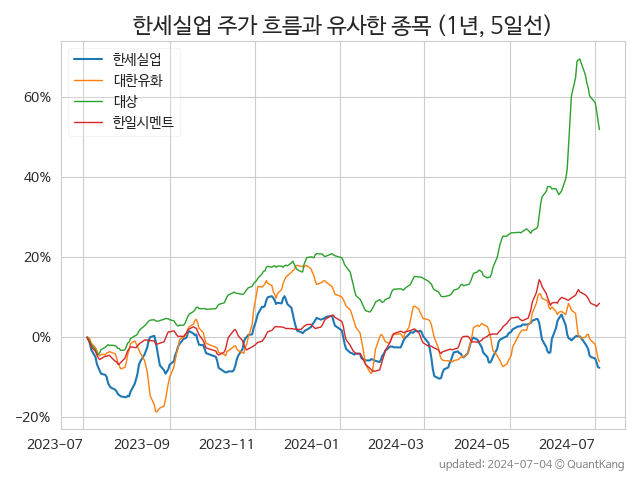 한세실업 주가 흐름과 유사한 종목 (1년, 5일선)
한세실업
대한유화
대상
한일시멘트
60%
40%
20%
0%
−20%
2023-07 2023-09 2023-11 2024-01 2024-03 2024-05 2024-07
updated: 2024-07-04 ⓒ QuantKang